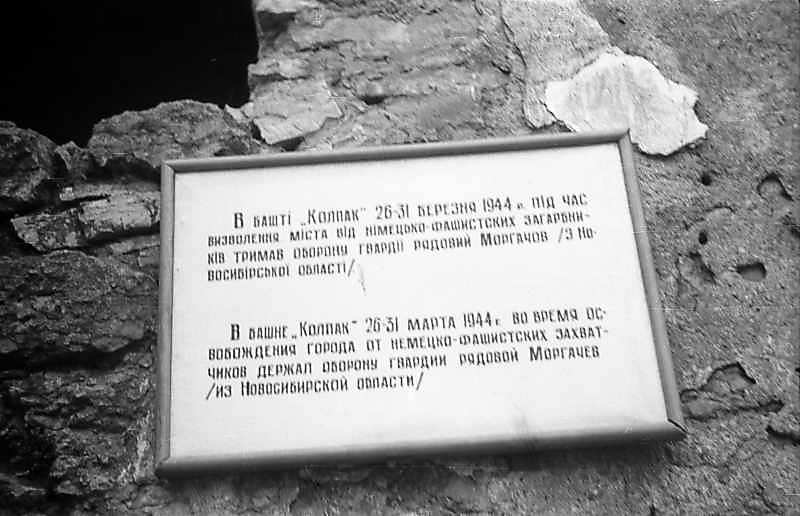 В башті „Колпак" 26-31 березня 1944 р. під час
визволення міста від німецько-фашистских загарбни-
ків тримав оборону гвардії рядовий Моргачов /з Но-
восибірської області/
В башне „Колпак" 26-31 марта 1944 г. во время ос-
вобождения города от немецко-фашистских захват-
чиков держал оборону гвардии рядовой Моргачев
/из Новосибирской области/